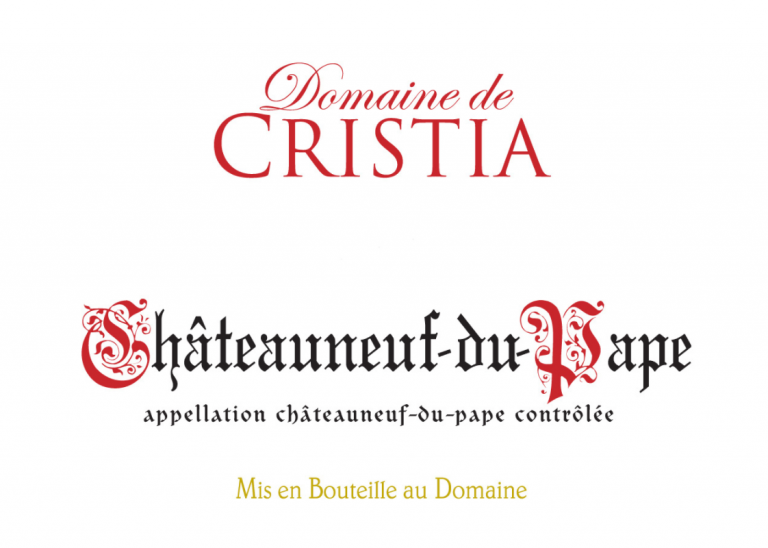 Domaine de
CRISTIA
Châteauneuf-du-Pape
appellation châteauneuf-du-pape contrôlée
Mis en Bouteille au Domaine